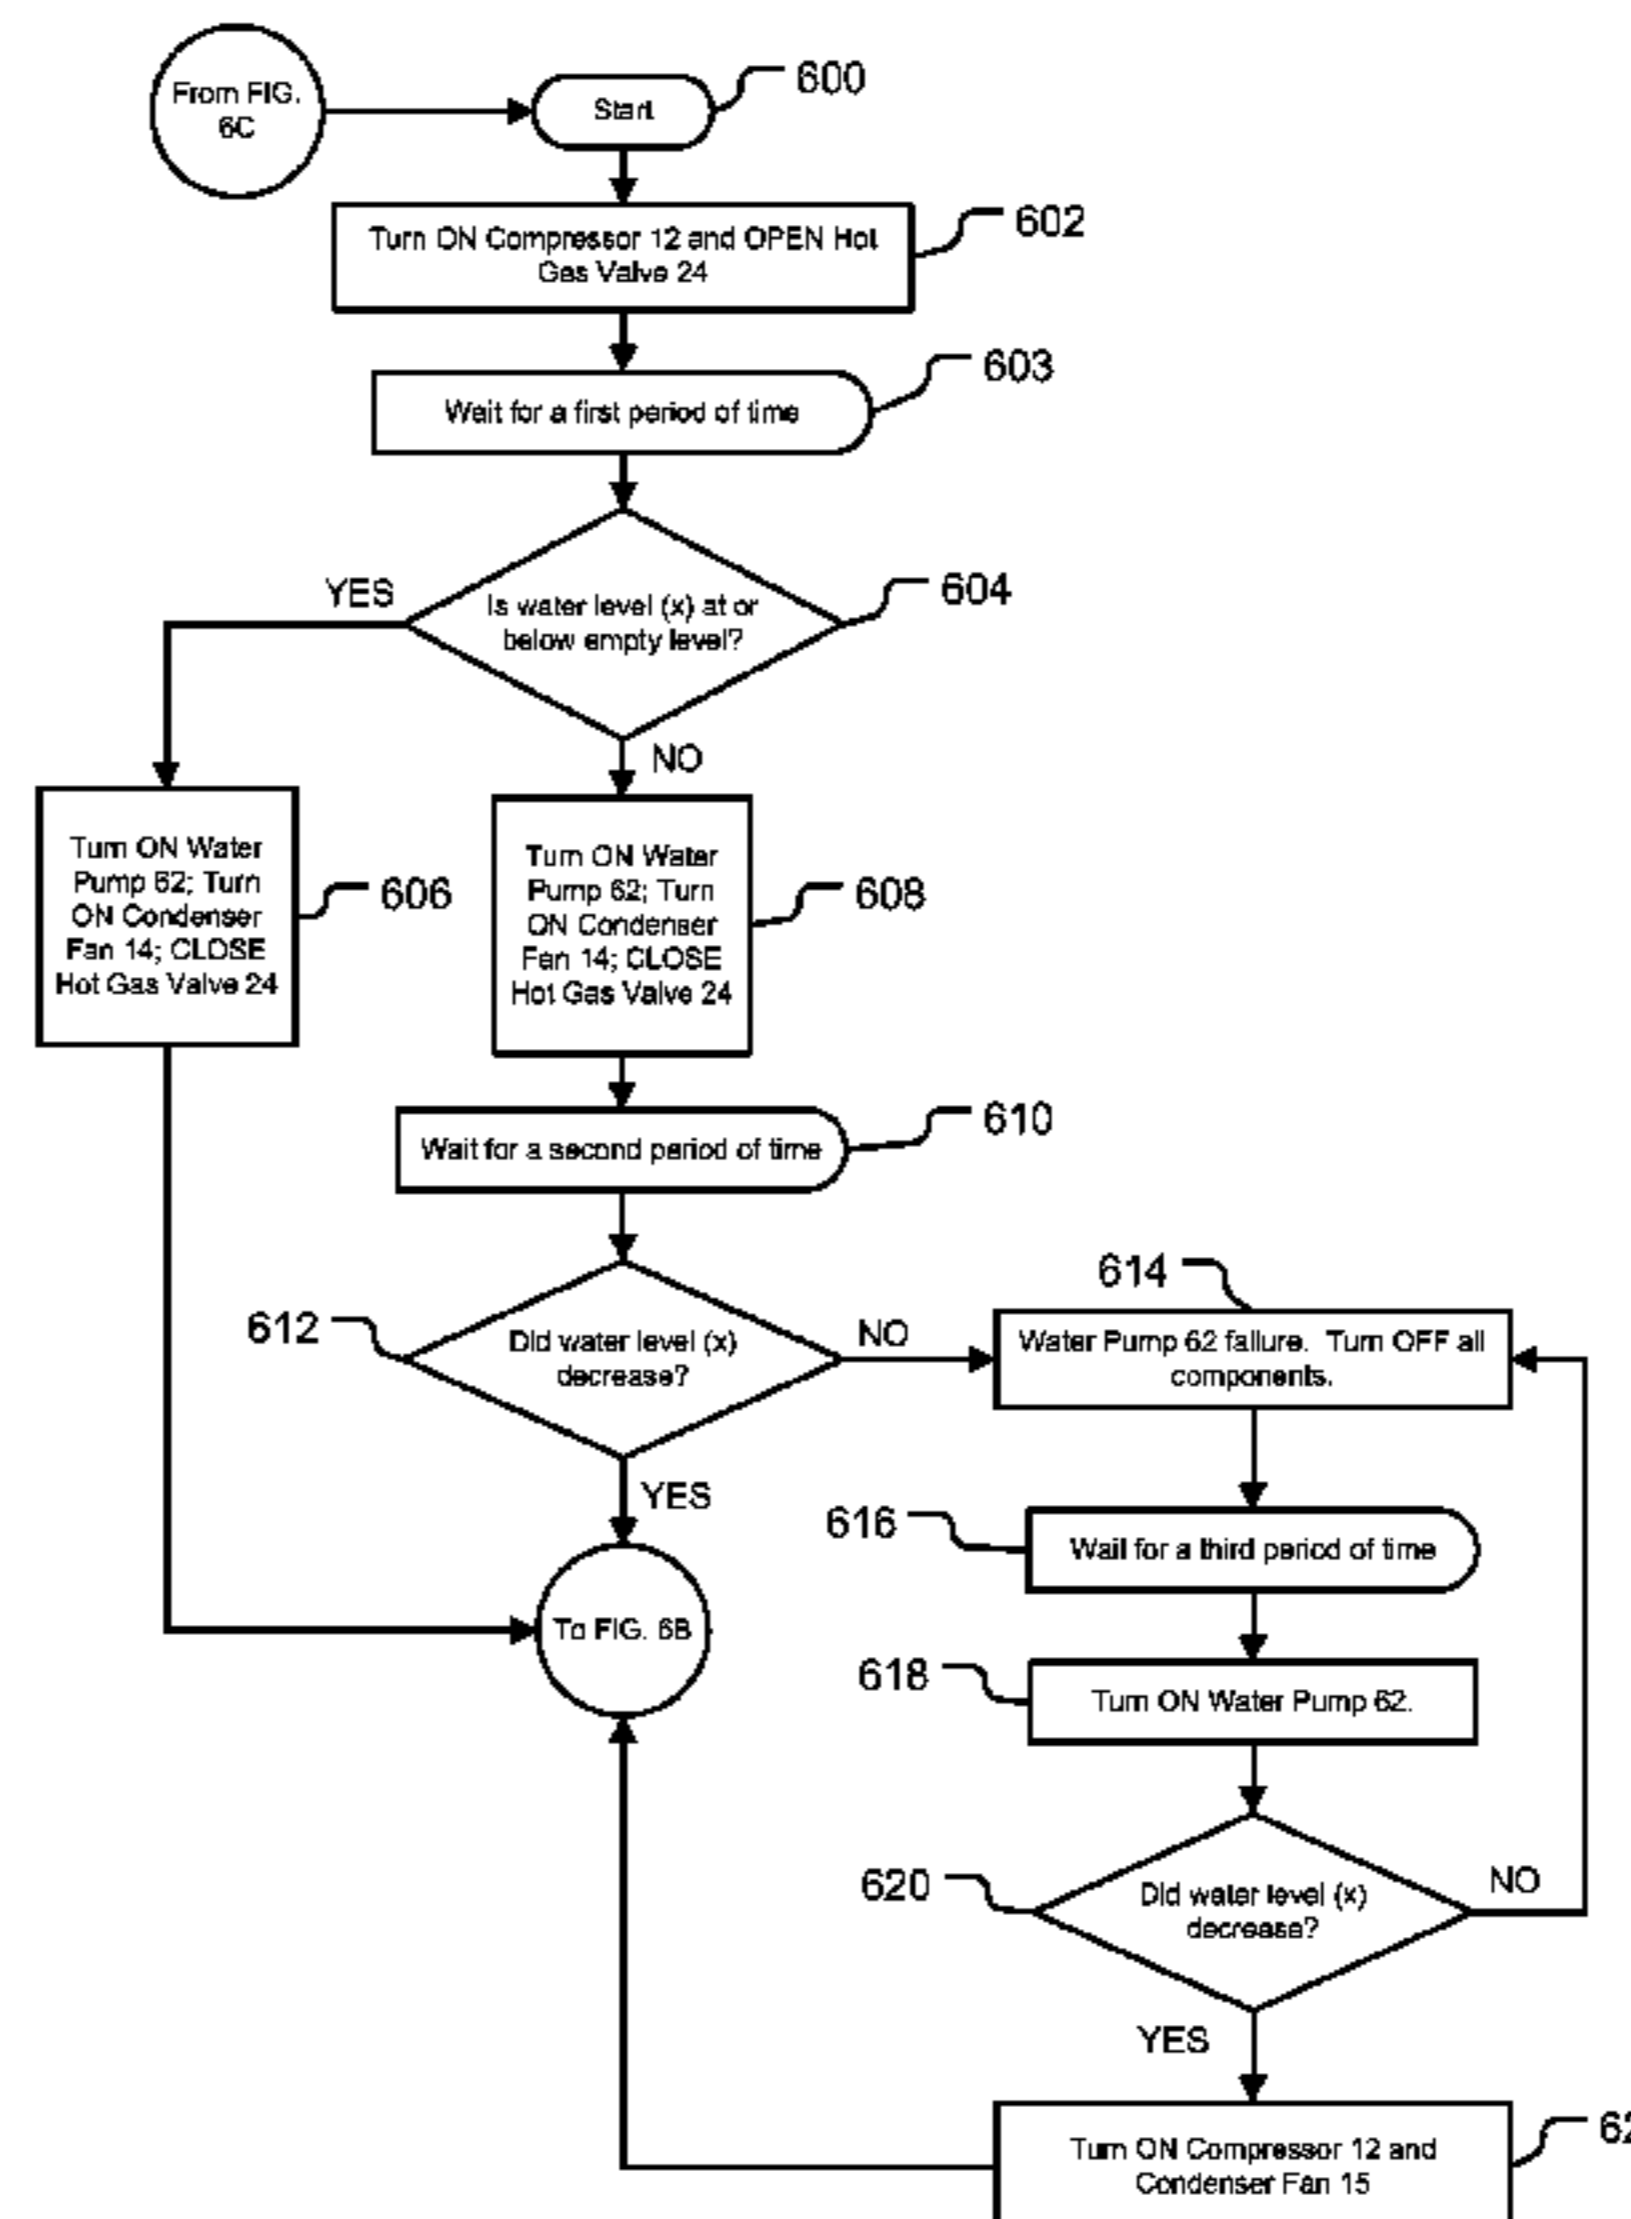 From FIG.
6C
Start
600
Turn ON Compressor 12 and OPEN Hot
Gas Valve 24
602
Wait for a first period of time
603
YES
Is water level (x) at or
below empty level?
604
NO
Turn ON Water
Pump 62; Turn
ON Condenser
Fan 14; CLOSE
Hot Gas Valve 24
606
Turn ON Water
Pump 62; Turn
ON Condenser
Fan 14; CLOSE
Hot Gas Valve 24
608
Wait for a second period of time
610
612
Did water level (x)
decrease?
NO
614
Water Pump 62 failure. Turn OFF all
components.
YES
616
Wait for a third period of time
To FIG. 6B
618
Turn ON Water Pump 62.
620
Did water level (x)
decrease?
NO
YES
Turn ON Compressor 12 and
Condenser Fan 15